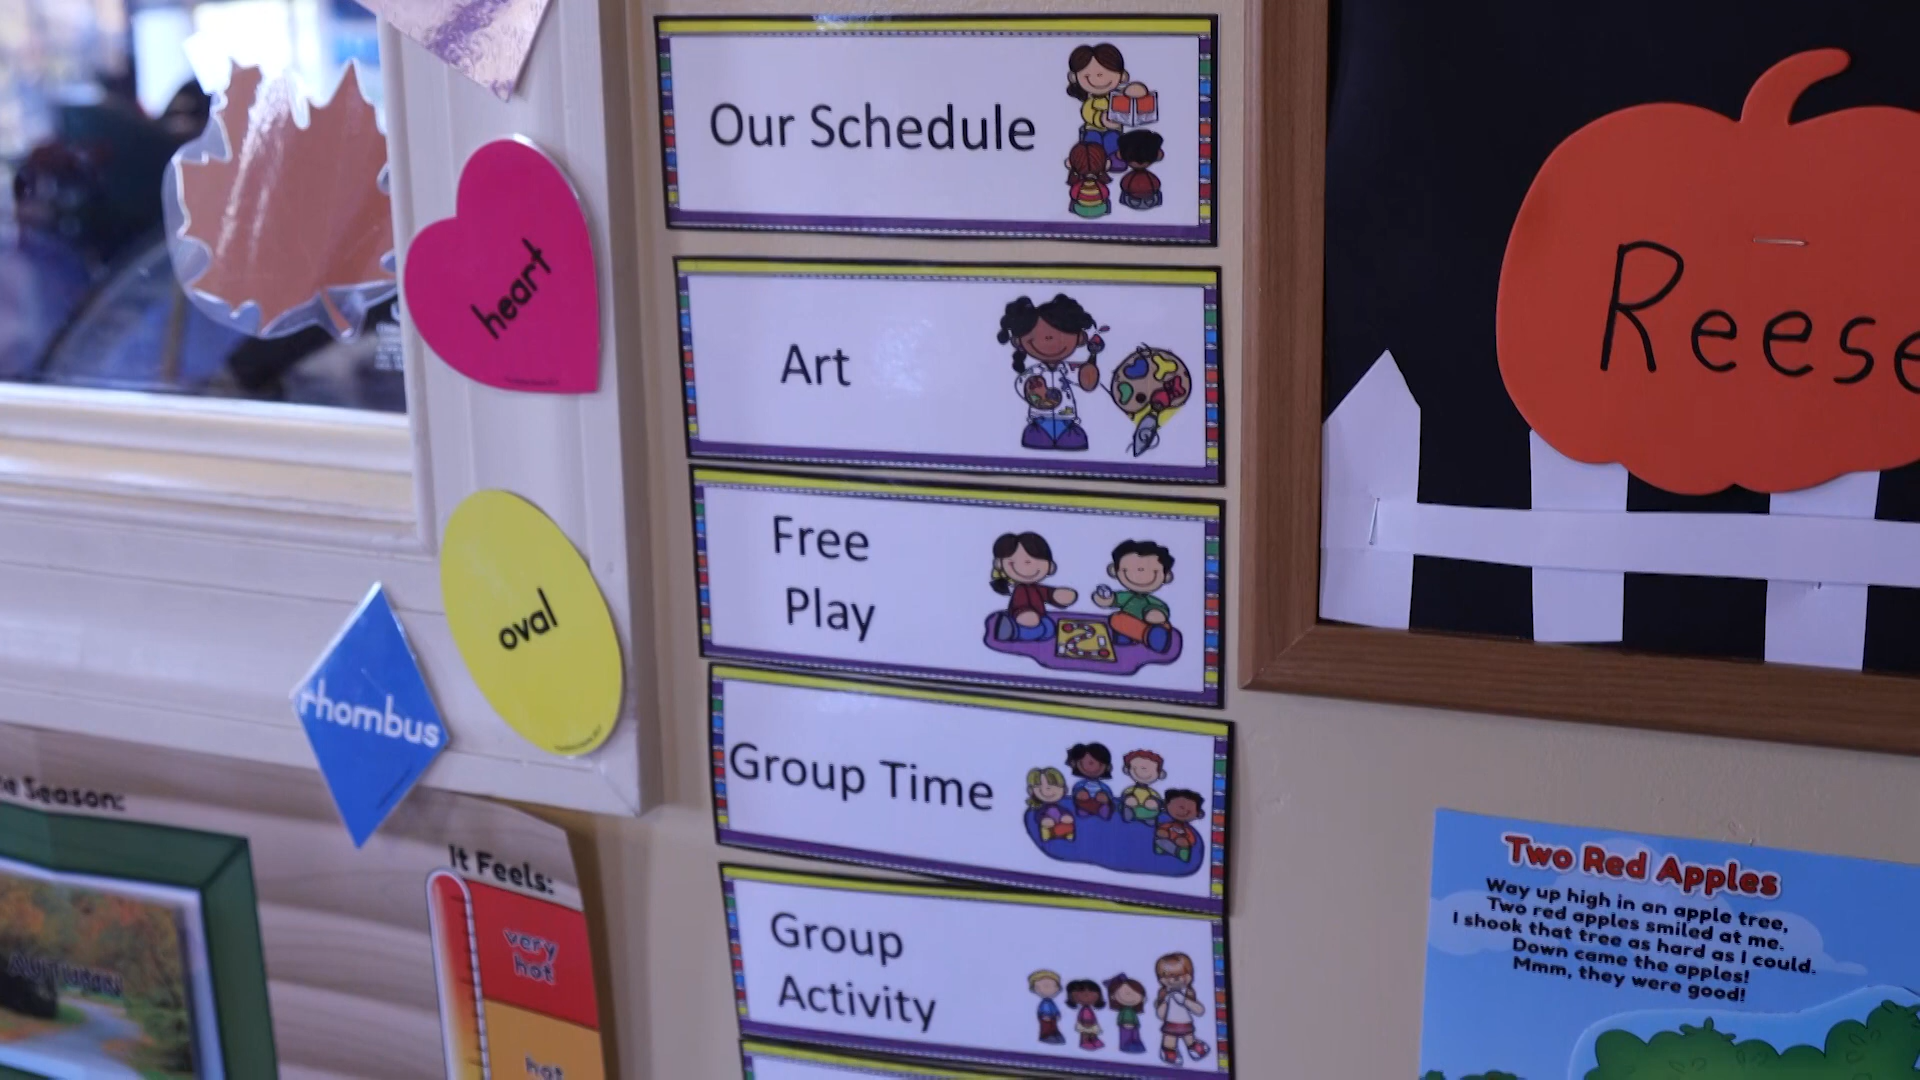 Our Schedule
Art
Free
Play
Group Time
Group
Activity
heart
oval
rhombus
Season:
AUTUMN
It Feels:
very
hot
hot
Reese
Two Red Apples
Way up high in an apple tree,
Two red apples smiled at me.
I shook that tree as hard as I could.
Down came the apples!
Mmm, they were good!